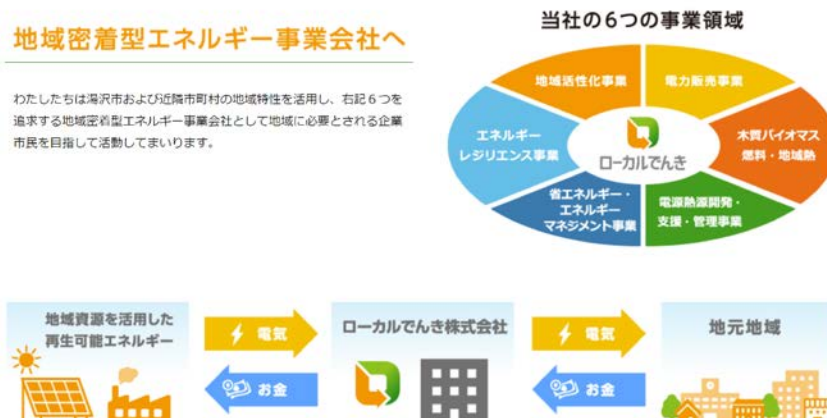 地域密着型エネルギー事業会社へ
わたしたちは湯沢市および近隣市町村の地域特性を活用し、右記6つを
追求する地域密着型エネルギー事業会社として地域に必要とされる企業
市民を目指して活動してまいります。
当社の6つの事業領域
地域活性化事業
電力販売事業
エネルギー
レジリエンス事業
木質バイオマス
燃料・地域熱
ローカルでんき
省エネルギー・
エネルギー
マネジメント事業
電源熱源開発・
支援・管理事業
地域資源を活用した
再生可能エネルギー
電気
お金
ローカルでんき株式会社
電気
お金
地元地域